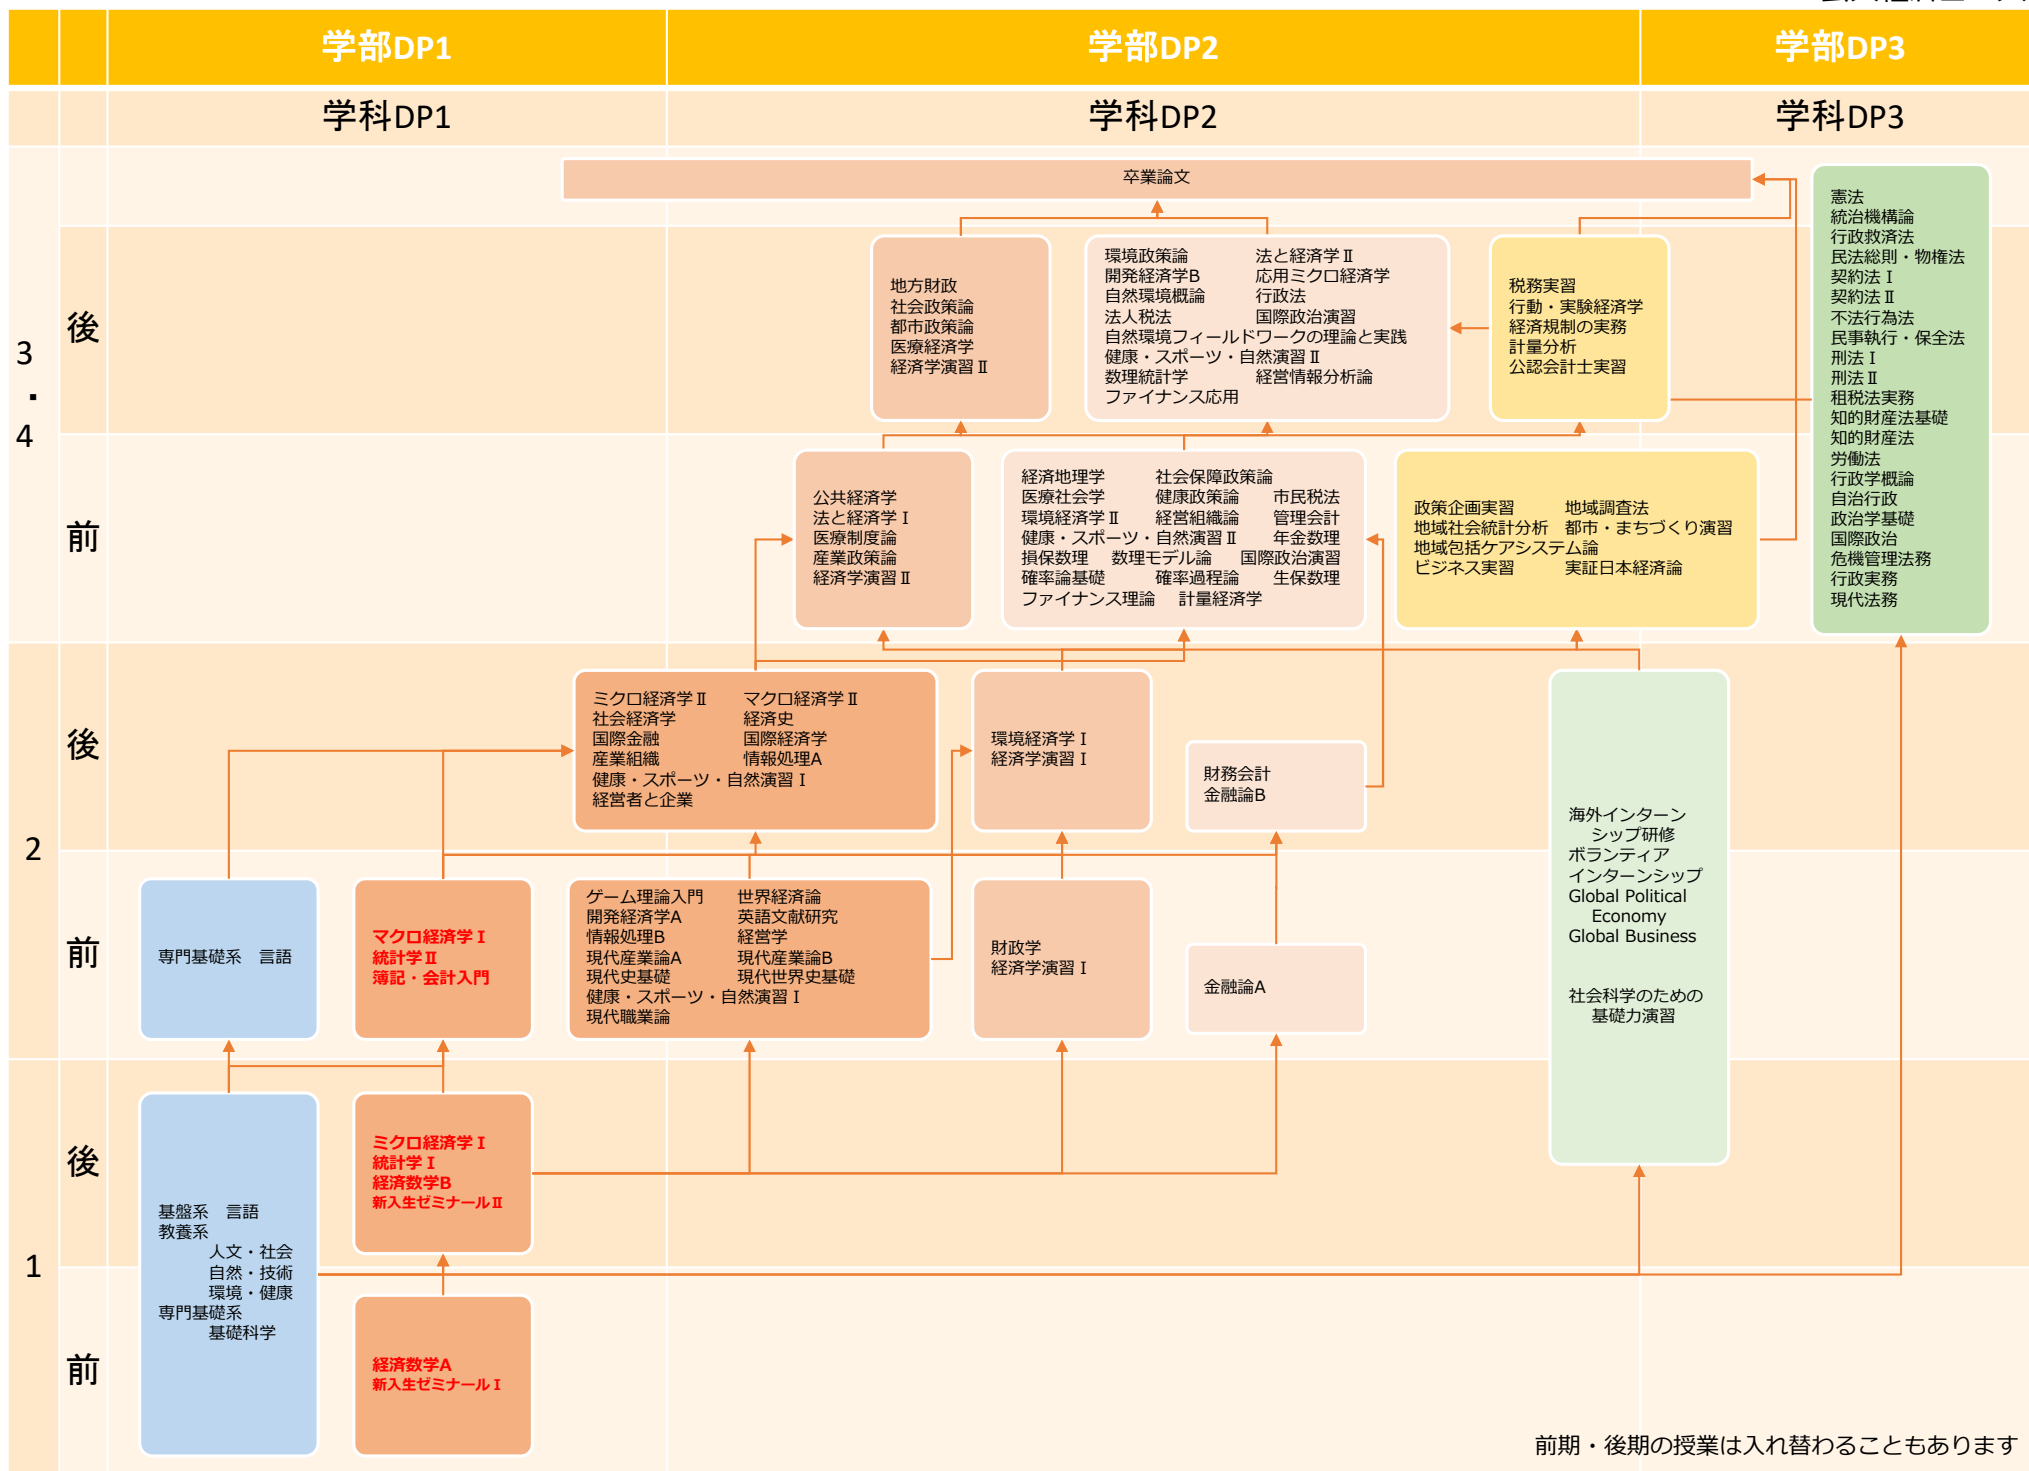 学部DP1
学部DP2
学部DP3
学科DP1
学科DP2
学科DP3
3・4
後
前
2
後
前
1
後
前
卒業論文
地方財政
社会政策論
都市政策論
医療経済学
経済学演習Ⅱ
環境政策論 法と経済学Ⅱ
開発経済学B 応用ミクロ経済学
自然環境概論 行政法
法人税法 国際政治演習
自然環境フィールドワークの理論と実践
健康・スポーツ・自然演習Ⅱ
数理統計学 経営情報分析論
ファイナンス応用
税務実習
行動・実験経済学
経済規制の実務
計量分析
公認会計士実習
憲法
統治機構論
行政救済法
民法総則・物権法
契約法Ⅰ
契約法Ⅱ
不法行為法
民事執行・保全法
刑法Ⅰ
刑法Ⅱ
租税法実務
知的財産法基礎
知的財産法
労働法
行政学概論
自治行政
政治学基礎
国際政治
危機管理法務
行政実務
現代法務
公共経済学
法と経済学Ⅰ
医療制度論
産業政策論
経済学演習Ⅱ
経済地理学 社会保障政策論
医療社会学 健康政策論 市民税法
環境経済学Ⅱ 経営組織論 管理会計
健康・スポーツ・自然演習Ⅱ 年金数理
損保数理 数理モデル論 国際政治演習
確率論基礎 確率過程論 生保数理
ファイナンス理論 計量経済学
政策企画実習 地域調査法
地域社会統計分析 都市・まちづくり演習
地域包括ケアシステム論
ビジネス実習 実証日本経済論
ミクロ経済学Ⅱ マクロ経済学Ⅱ
社会経済学 経済史
国際金融 国際経済学
産業組織 情報処理A
健康・スポーツ・自然演習Ⅰ
経営者と企業
環境経済学Ⅰ
経済学演習Ⅰ
財務会計
金融論B
海外インターン
シップ研修
ボランティア
インターンシップ
Global Political
Economy
Global Business
社会科学のための
基礎力演習
専門基礎系 言語
マクロ経済学Ⅰ
統計学Ⅱ
簿記・会計入門
ゲーム理論入門 世界経済論
開発経済学A 英語文献研究
情報処理B 経営学
現代産業論A 現代産業論B
現代史基礎 現代世界史基礎
健康・スポーツ・自然演習Ⅰ
現代職業論
財政学
経済学演習Ⅰ
金融論A
基盤系 言語
教養系
人文・社会
自然・技術
環境・健康
専門基礎系
基礎科学
ミクロ経済学Ⅰ
統計学Ⅰ
経済数学B
新入生ゼミナールⅡ
経済数学A
新入生ゼミナールⅠ
前期・後期の授業は入れ替わることもあります